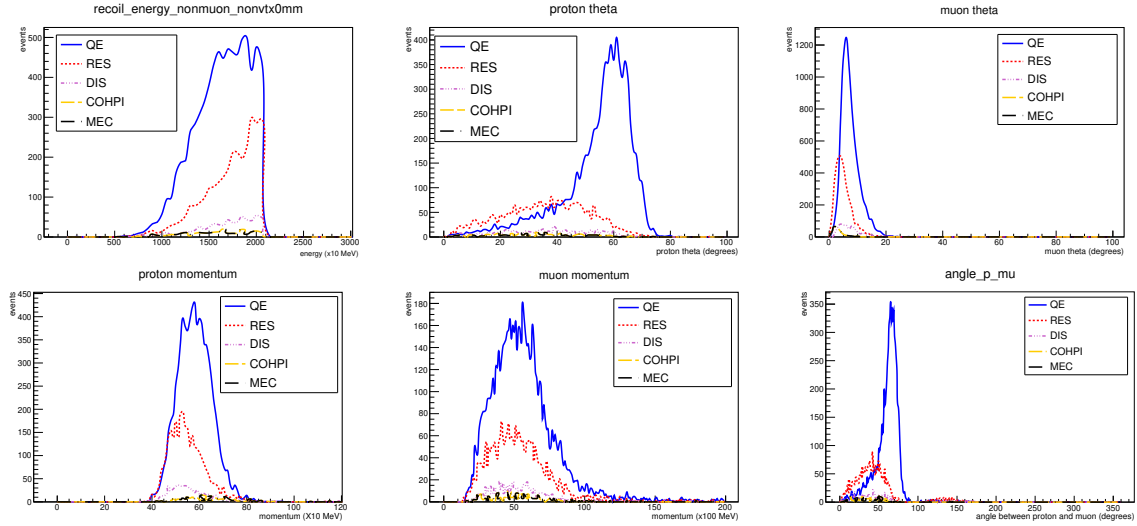 recoil_energy_nonmuon_nonvtx0mm
events
500
400
300
200
100
0
QE
RES
DIS
COHPI
MEC
0 500 1000 1500 2000 2500 3000
energy (x10 MeV)
proton theta
events
400
350
300
250
200
150
100
50
0
QE
RES
DIS
COHPI
MEC
0 20 40 60 80 100
proton theta (degrees)
muon theta
events
1200
1000
800
600
400
200
0
QE
RES
DIS
COHPI
MEC
0 20 40 60 80 100
muon theta (degrees)
proton momentum
events
450
400
350
300
250
200
150
100
50
0
QE
RES
DIS
COHPI
MEC
0 20 40 60 80 100 120
momentum (X10 MeV)
muon momentum
events
180
160
140
120
100
80
60
40
20
0
QE
RES
DIS
COHPI
MEC
0 20 40 60 80 100 120 140 160 180 200
momentum (x100 MeV)
angle_p_mu
events
350
300
250
200
150
100
50
0
QE
RES
DIS
COHPI
MEC
0 50 100 150 200 250 300 350
angle between proton and muon (degrees)